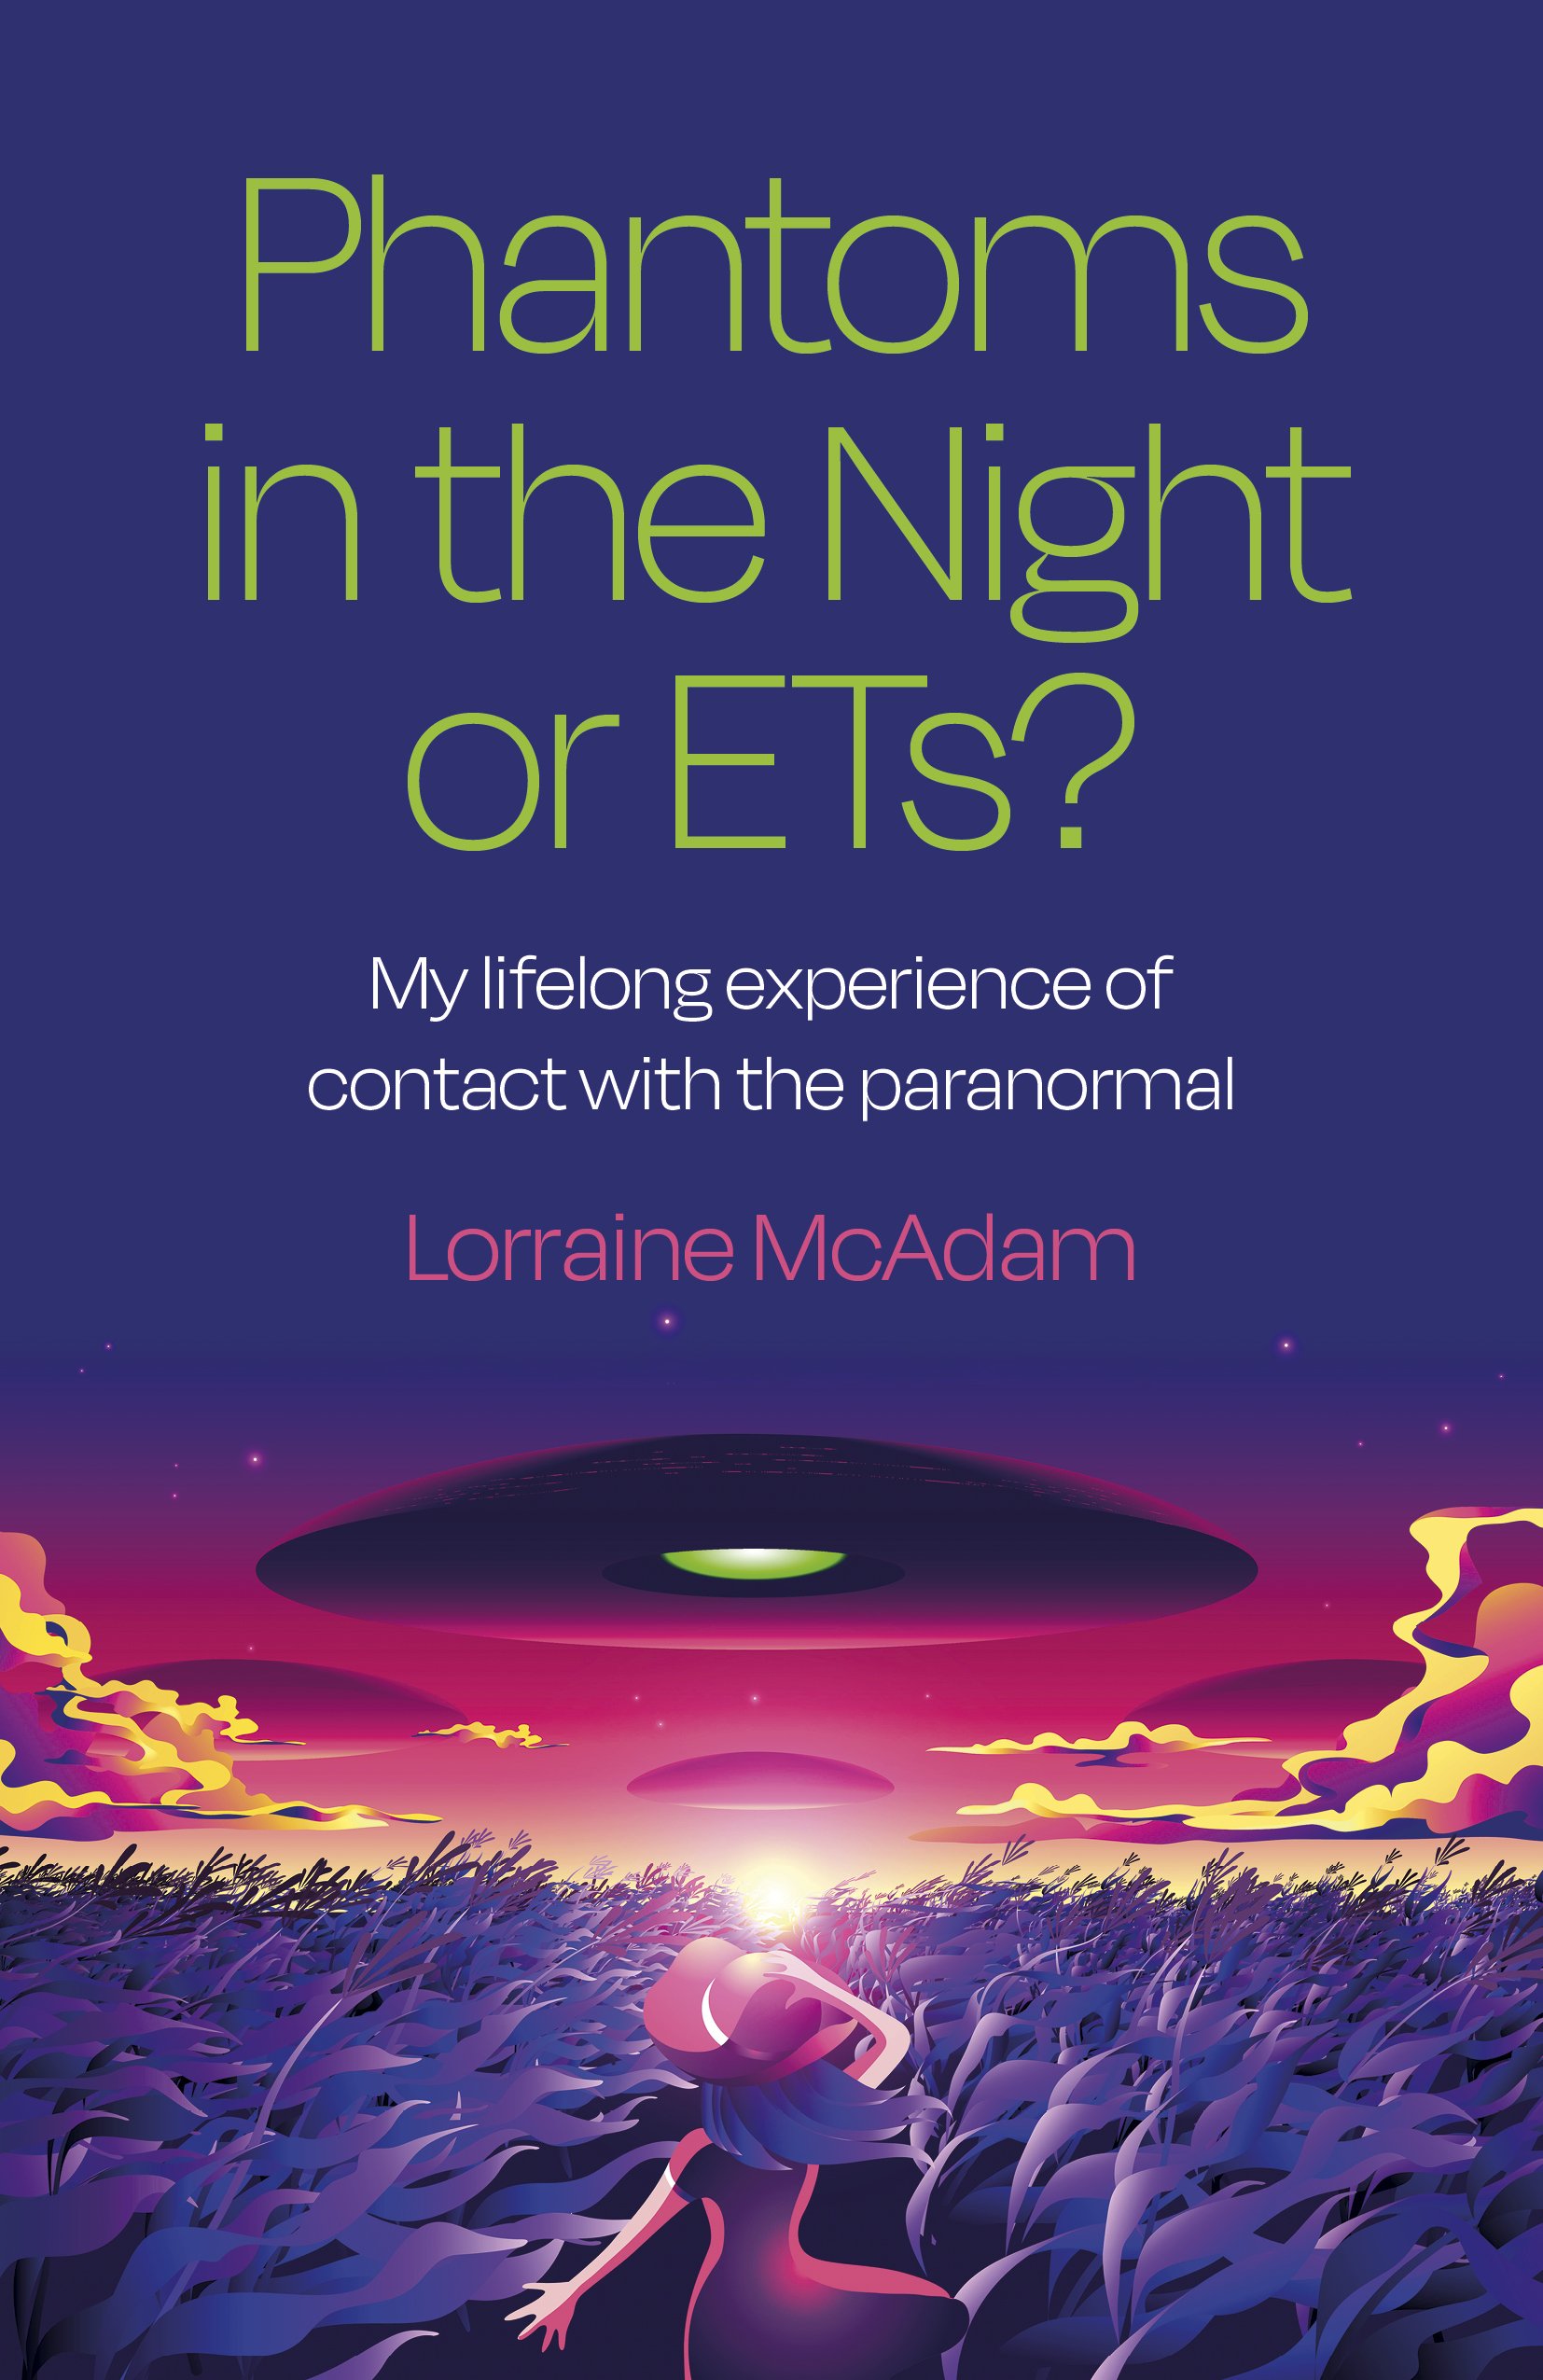 Phantoms
in the Night
or ETs?
My lifelong experience of
contact with the paranormal
Lorraine McAdam